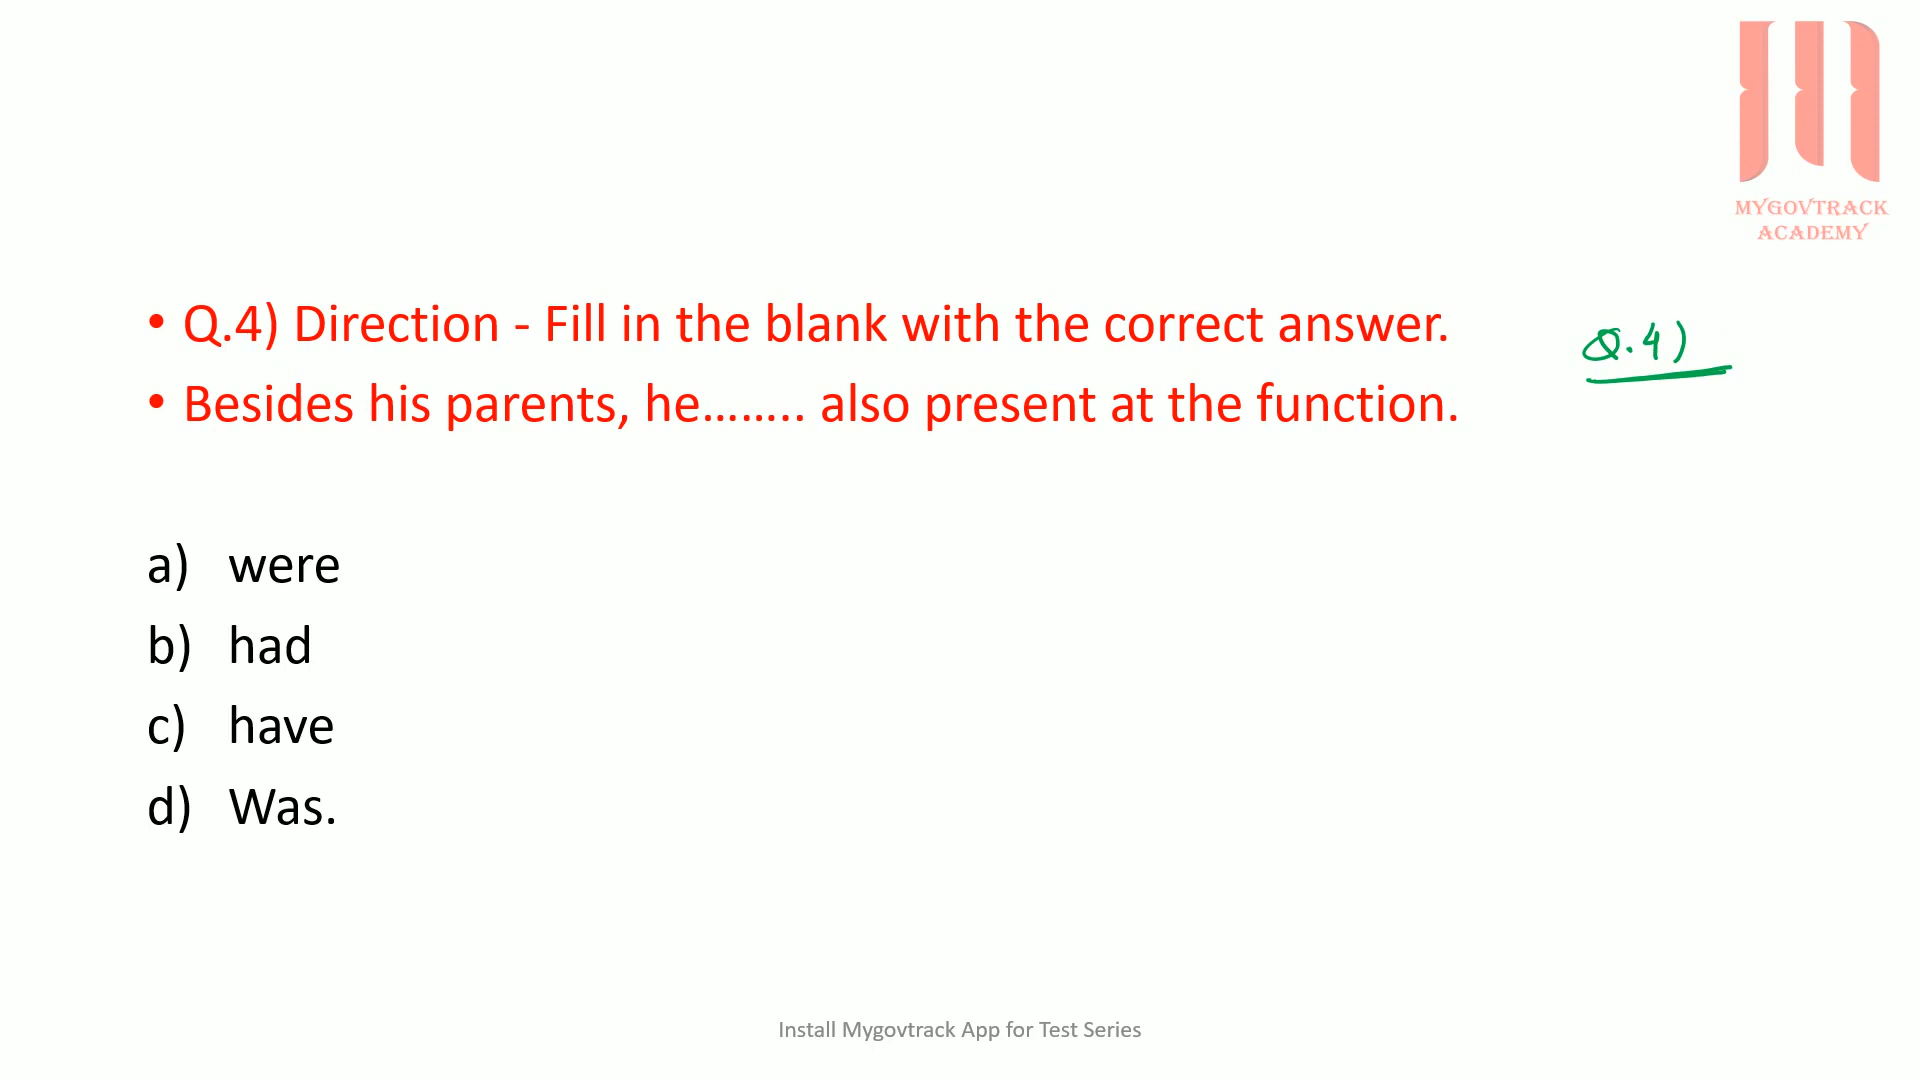 MYGOVTRACK
ACADEMY
• Q.4) Direction - Fill in the blank with the correct answer.
Q.4)
• Besides his parents, he…….. also present at the function.
a) were
b) had
c) have
d) Was.
Install Mygovtrack App for Test Series